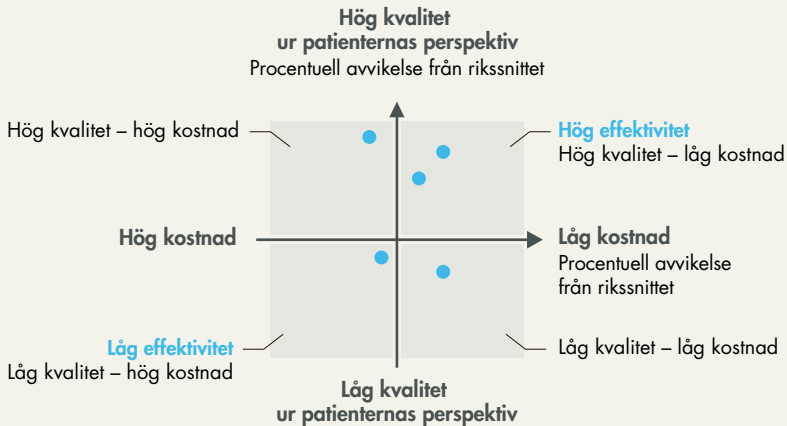 Hög kvalitet
ur patienternas perspektiv
Procentuell avvikelse från rikssnittet
Hög kvalitet – hög kostnad
Hög effektivitet
Hög kvalitet – låg kostnad
Hög kostnad
Låg kostnad
Procentuell avvikelse
från rikssnittet
Låg effektivitet
Låg kvalitet – hög kostnad
Låg kvalitet – låg kostnad
Låg kvalitet
ur patienternas perspektiv